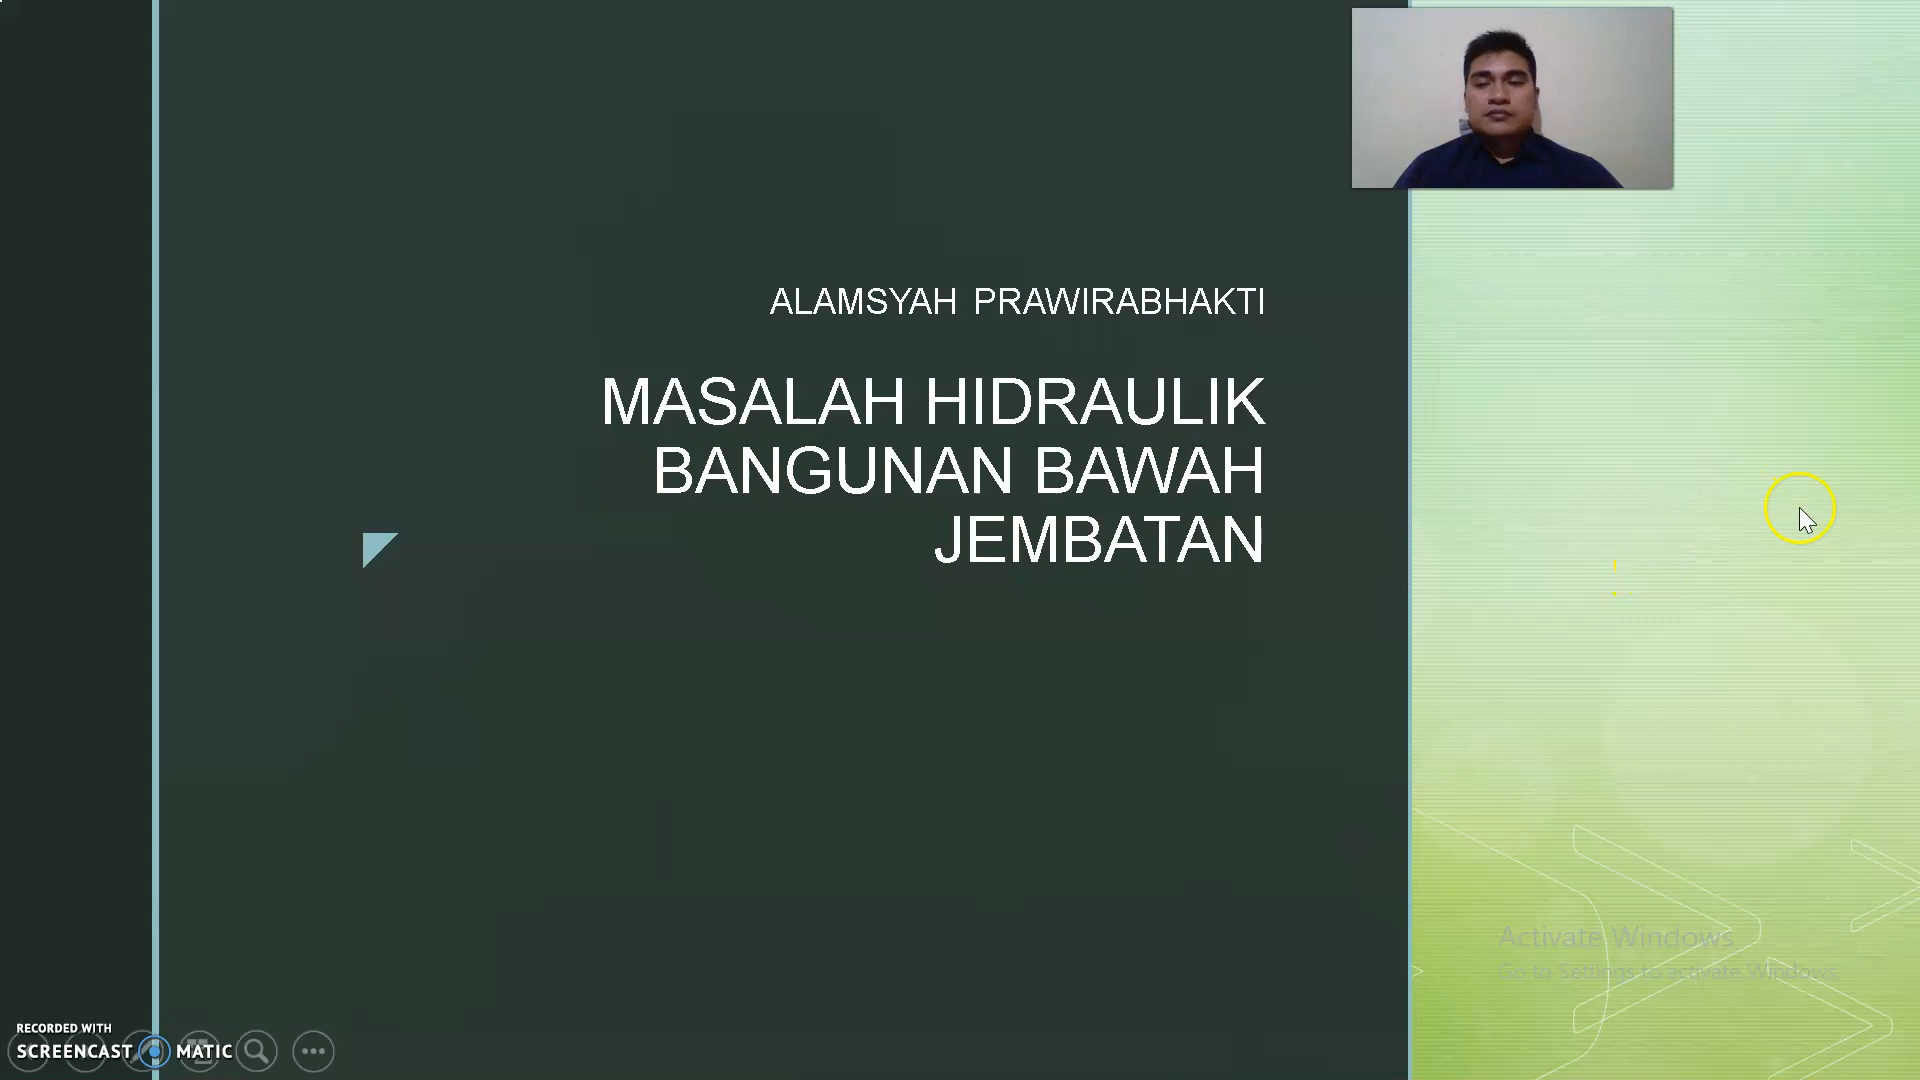 ALAMSYAH PRAWIRABHAKTI
MASALAH HIDRAULIK
BANGUNAN BAWAH
JEMBATAN
Activate Windows
Go to Settings to activate Windows.
RECORDED WITH
SCREENCAST MATIC